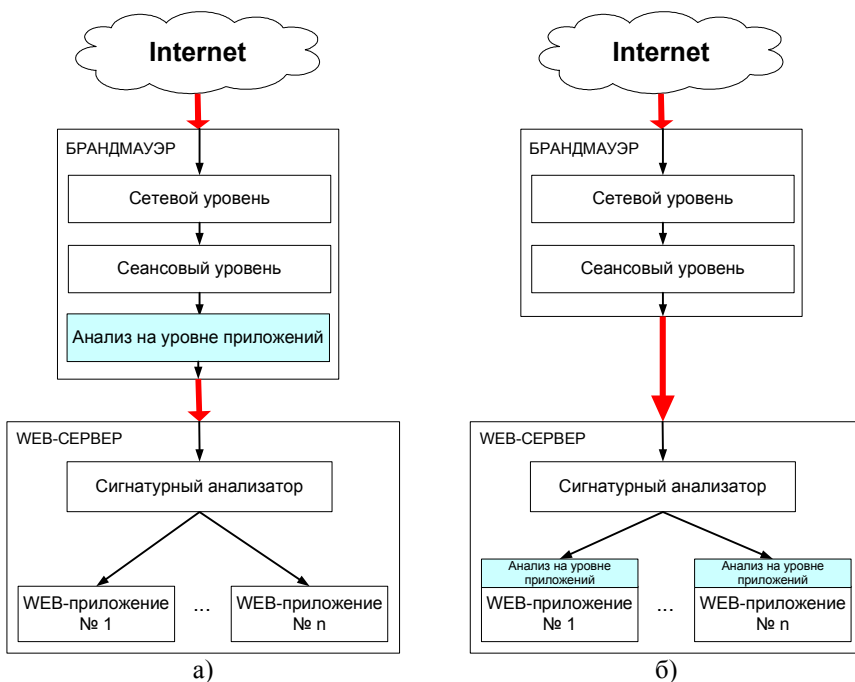 Internet
БРАНДМАУЭР
Сетевой уровень
Сеансовый уровень
Анализ на уровне приложений
WEB-СЕРВЕР
Сигнатурный анализатор
WEB-приложение
№ 1
...
WEB-приложение
№ n
а)
Internet
БРАНДМАУЭР
Сетевой уровень
Сеансовый уровень
WEB-СЕРВЕР
Сигнатурный анализатор
Анализ на уровне
приложений
WEB-приложение
№ 1
...
Анализ на уровне
приложений
WEB-приложение
№ n
б)